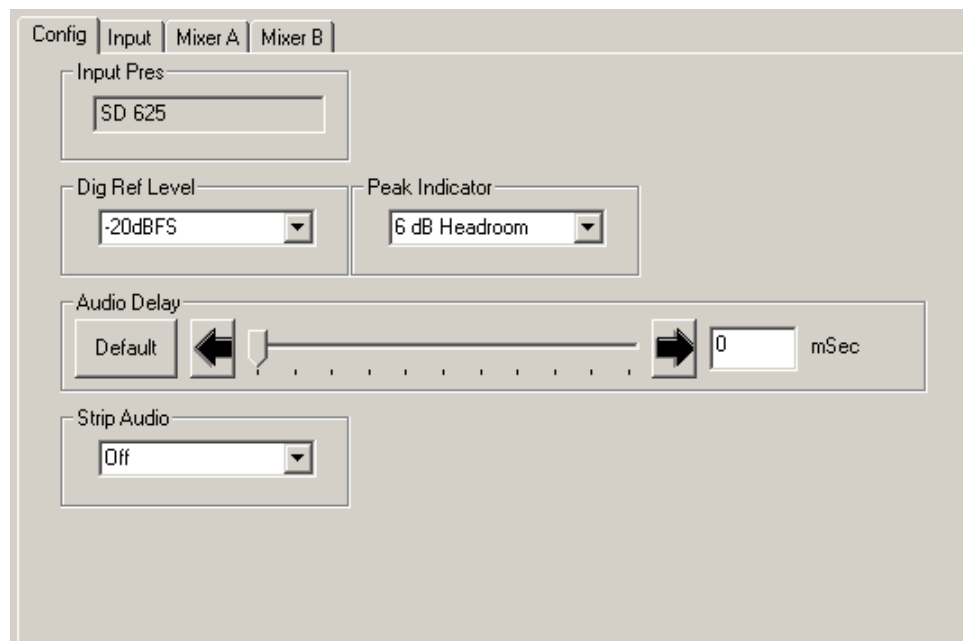 Config Input Mixer A Mixer B
Input Pres
SD 625
Dig Ref Level Peak Indicator
-20dBFS 6 dB Headroom
Audio Delay
Default 0 mSec
Strip Audio
Off